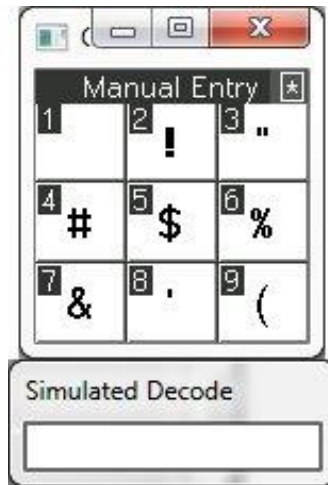 Manual Entry *
1 2 ! 3 "
4 # 5 $ 6 %
7 & 8 ' 9 (
Simulated Decode